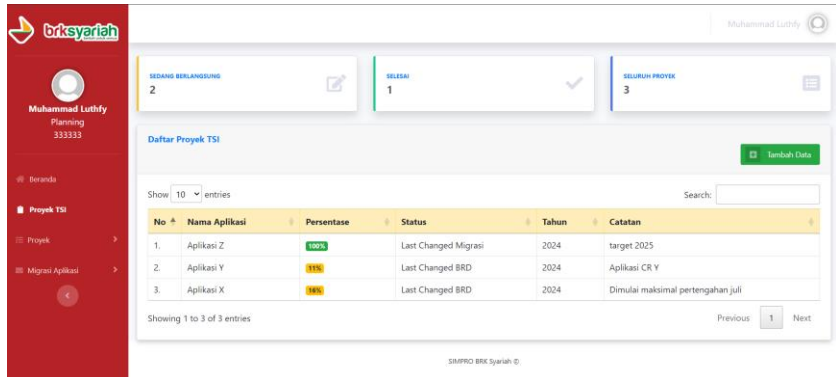 brksyariah
Muhammad Luthfy
Muhammad Luthfy
Planning
333333
Beranda
Proyek TSI
Proyek
Migrasi Aplikasi
SEDANG BERLANGSUNG
2
SELESAI
1
SELURUH PROYEK
3
Daftar Proyek TSI
Tambah Data
Show 10 entries
Search:
No Nama Aplikasi Persentase Status Tahun Catatan
1. Aplikasi Z 100% Last Changed Migrasi 2024 target 2025
2. Aplikasi Y 11% Last Changed BRD 2024 Aplikasi CR Y
3. Aplikasi X 16% Last Changed BRD 2024 Dimulai maksimal pertengahan juli
Showing 1 to 3 of 3 entries
Previous 1 Next
SIMPRO BRK Syariah ©